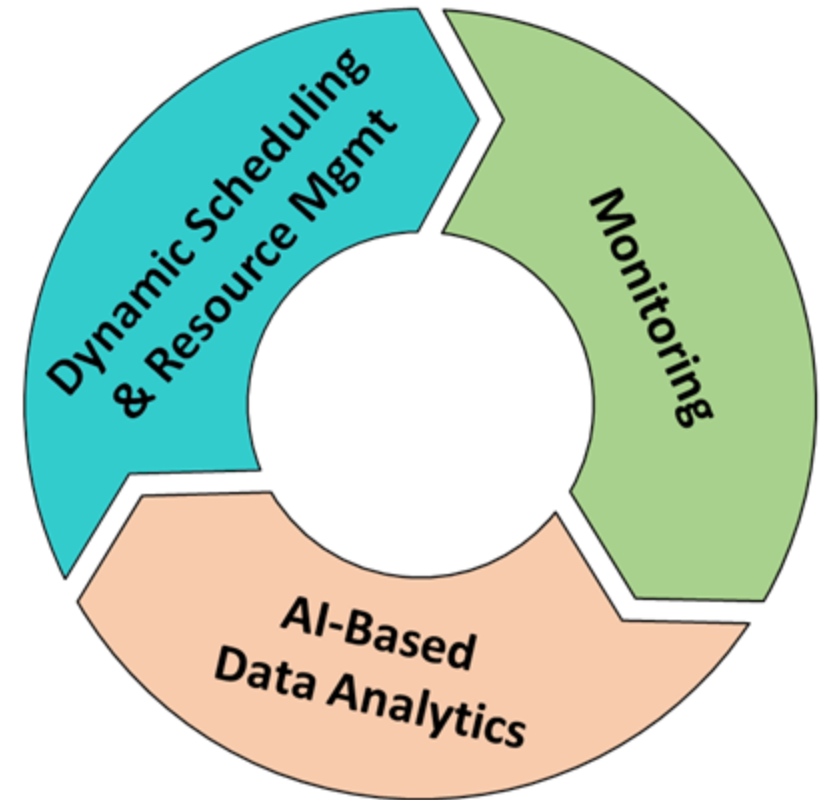 Dynamic Scheduling
& Resource Mgmt
Monitoring
AI-Based
Data Analytics